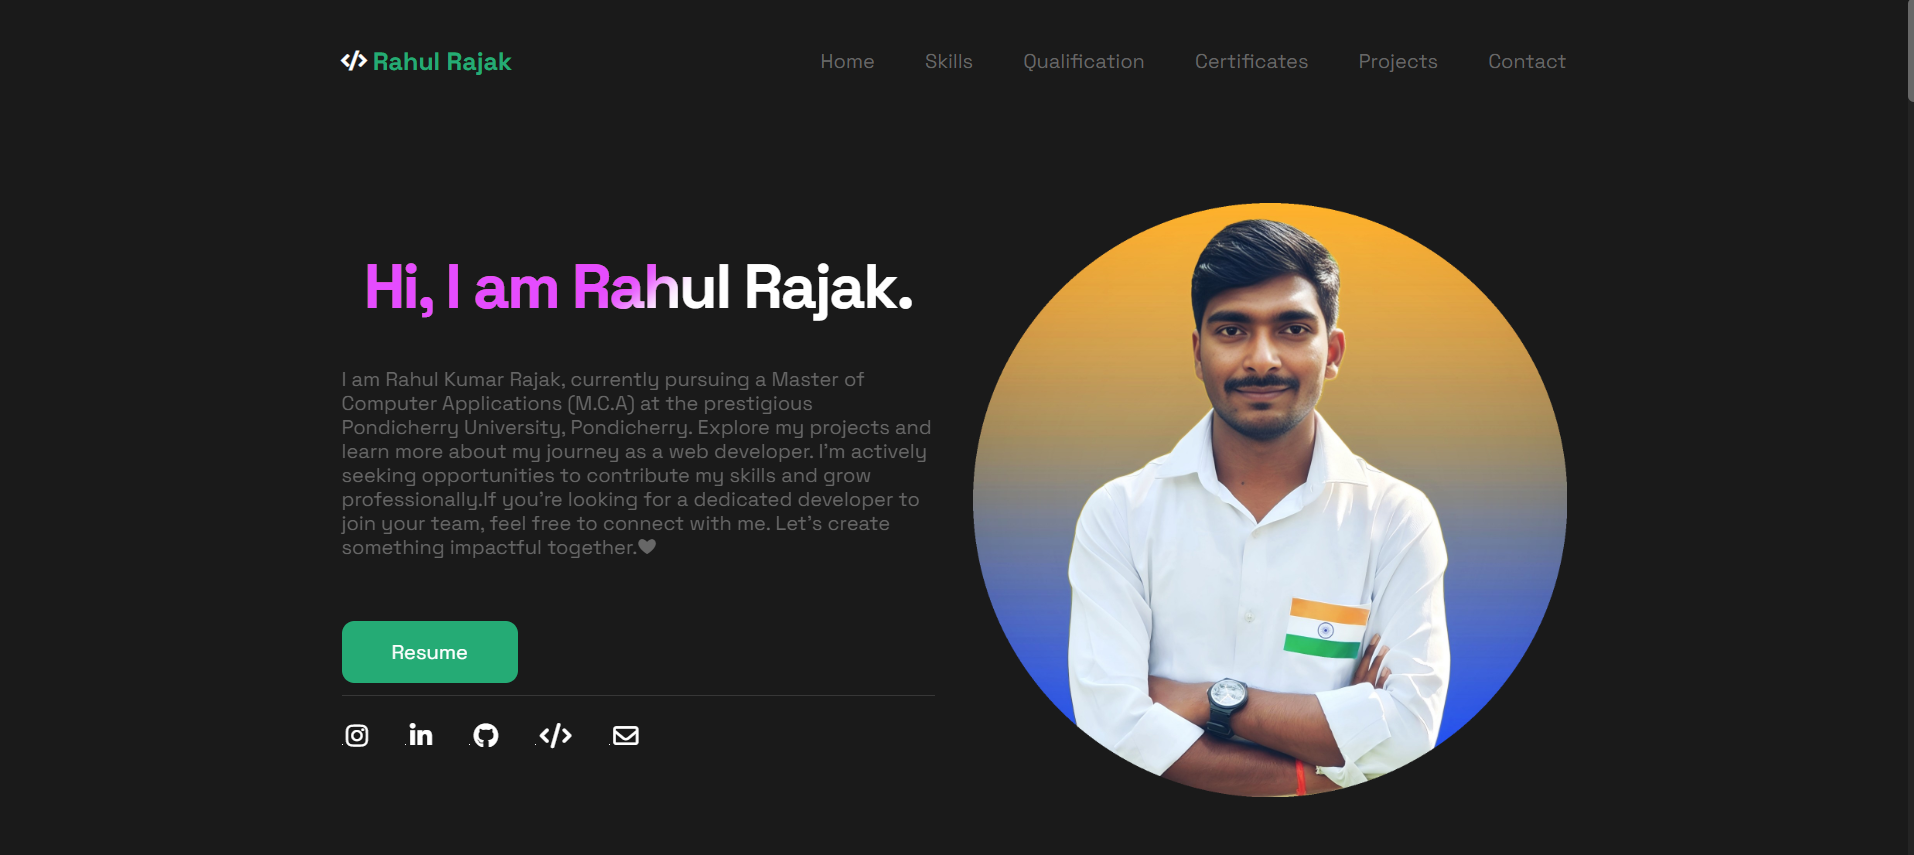 </> Rahul Rajak
Home Skills Qualification Certificates Projects Contact
Hi, I am Rahul Rajak.
I am Rahul Kumar Rajak, currently pursuing a Master of
Computer Applications (M.C.A) at the prestigious
Pondicherry University, Pondicherry. Explore my projects and
learn more about my journey as a web developer. I'm actively
seeking opportunities to contribute my skills and grow
professionally.If you're looking for a dedicated developer to
join your team, feel free to connect with me. Let's create
something impactful together.🖤
Resume